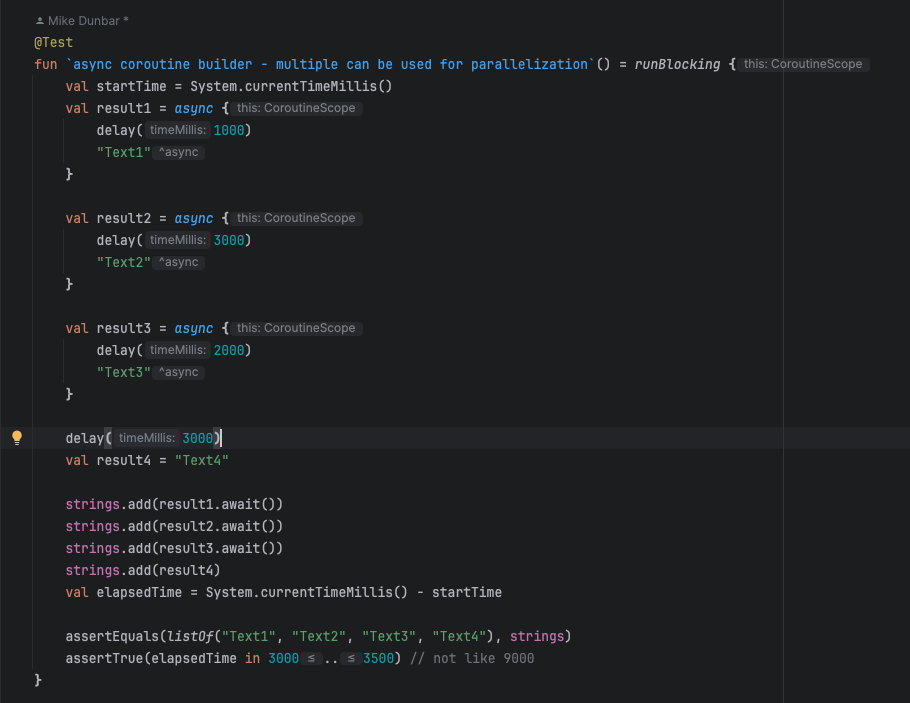 Mike Dunbar *
@Test
fun `async coroutine builder - multiple can be used for parallelization`() = runBlocking { this: CoroutineScope
val startTime = System.currentTimeMillis()
val result1 = async { this: CoroutineScope
delay( timeMillis: 1000)
"Text1" ^async
}
val result2 = async { this: CoroutineScope
delay( timeMillis: 3000)
"Text2" ^async
}
val result3 = async { this: CoroutineScope
delay( timeMillis: 2000)
"Text3" ^async
}
delay( timeMillis: 3000)
val result4 = "Text4"
strings.add(result1.await())
strings.add(result2.await())
strings.add(result3.await())
strings.add(result4)
val elapsedTime = System.currentTimeMillis() - startTime
assertEquals(listOf("Text1", "Text2", "Text3", "Text4"), strings)
assertTrue(elapsedTime in 3000 ≤ .. ≤ 3500) // not like 9000
}